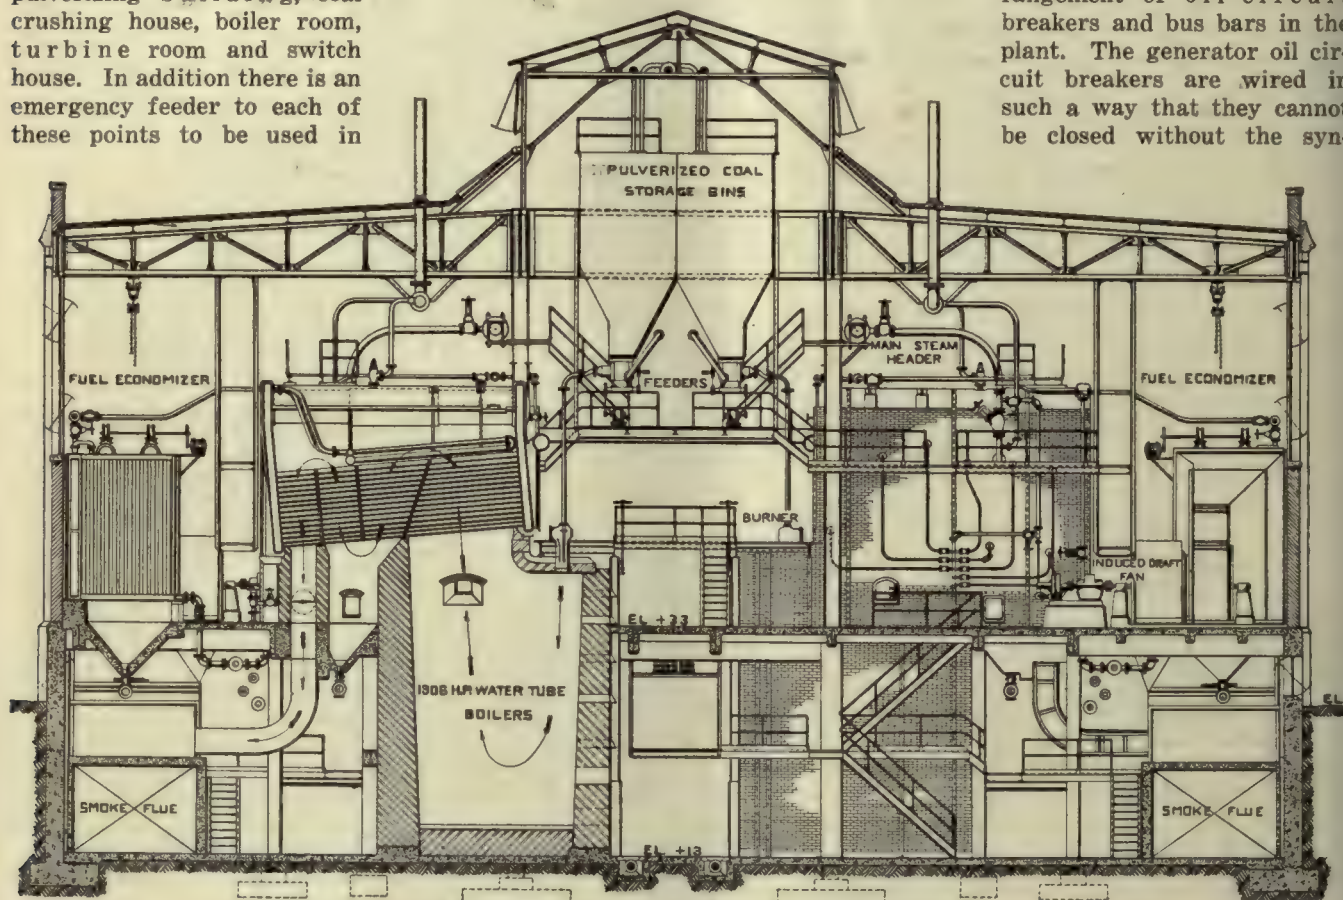 crushing house, boiler room,
turbine room and switch
house. In addition there is an
emergency feeder to each of
these points to be used in
breakers and bus bars in the
plant. The generator oil cir-
cuit breakers are wired in
such a way that they cannot
be closed without the syn-
PULVERIZED COAL
STORAGE BINS
MAIN STEAM
HEADER
FUEL ECONOMIZER
FEEDERS
FUEL ECONOMIZER
BURNER
INDUCED DRAFT
FAN
EL +33
1306 H.P. WATER TUBE
BOILERS
SMOKE FLUE
SMOKE FLUE
EL +13